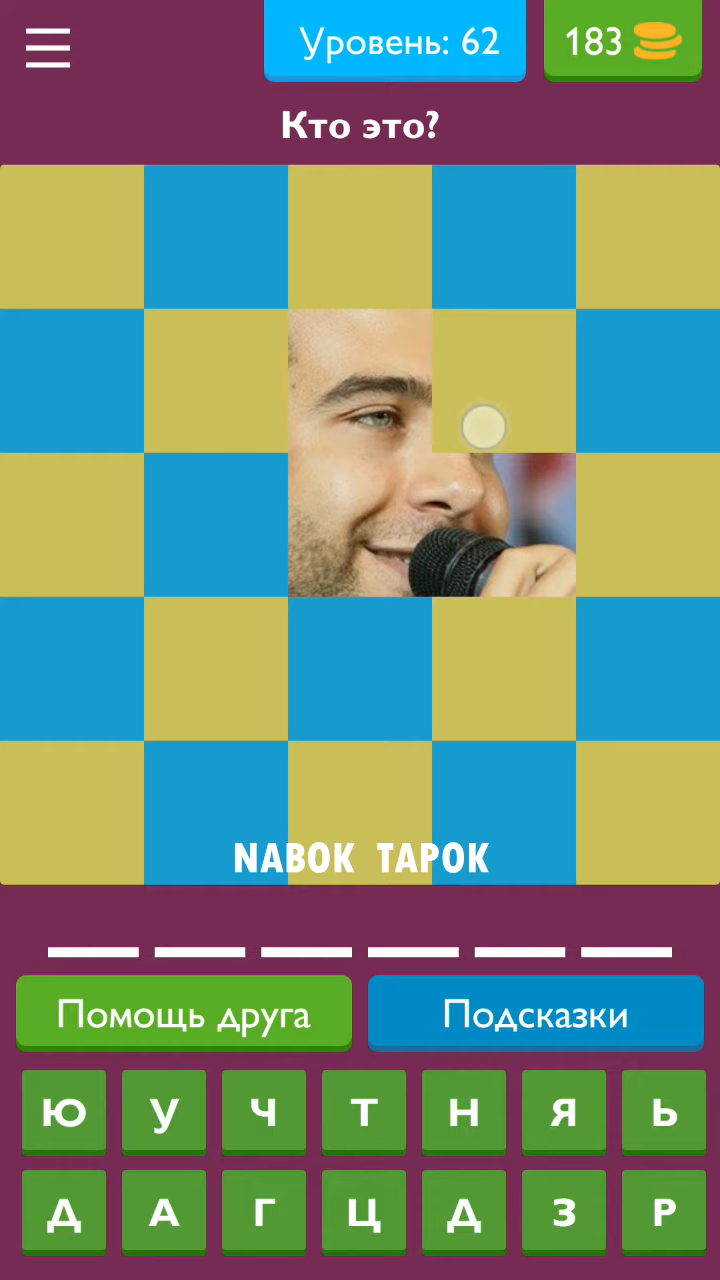 Уровень: 62
183
Кто это?
NABOK TAPOK
Помощь друга
Подсказки
Ю У Ч Т Н Я Ь
Д А Г Ц Д З Р